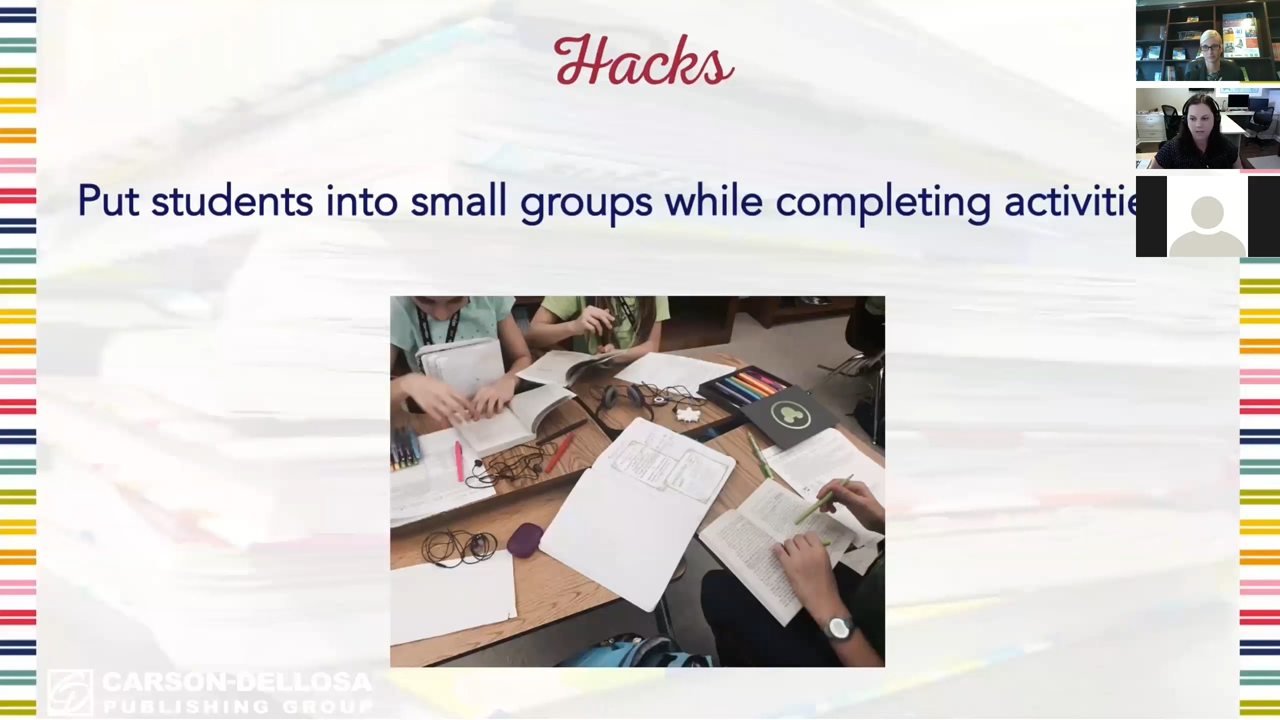 Hacks
Put students into small groups while completing activitie
CARSON-DELLOSA
PUBLISHING GROUP